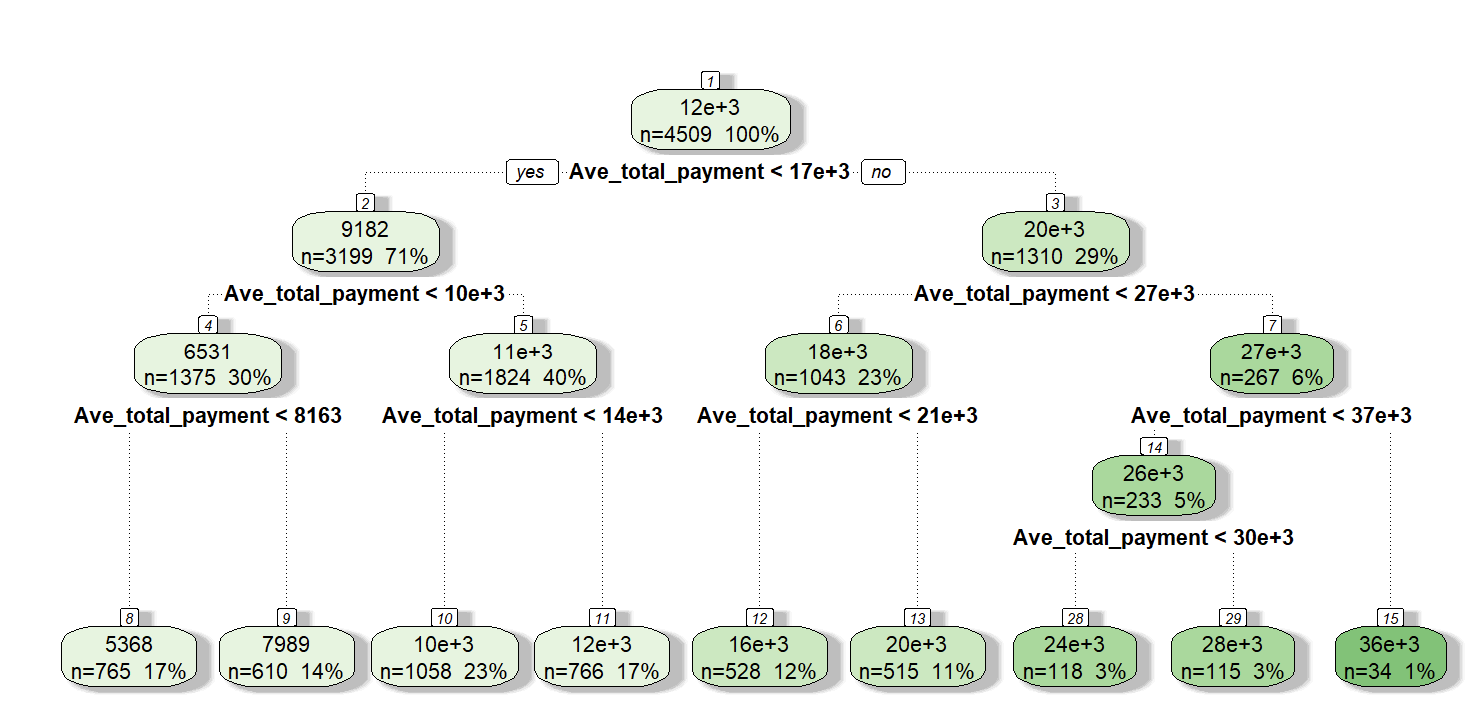 1
12e+3
n=4509 100%
yes Ave_total_payment < 17e+3 no
2 3
9182 20e+3
n=3199 71% n=1310 29%
Ave_total_payment < 10e+3 Ave_total_payment < 27e+3
4 5 6 7
6531 11e+3 18e+3 27e+3
n=1375 30% n=1824 40% n=1043 23% n=267 6%
Ave_total_payment < 8163 Ave_total_payment < 14e+3 Ave_total_payment < 21e+3 Ave_total_payment < 37e+3
14
26e+3
n=233 5%
Ave_total_payment < 30e+3
8 9 10 11 12 13 28 29 15
5368 7989 10e+3 12e+3 16e+3 20e+3 24e+3 28e+3 36e+3
n=765 17% n=610 14% n=1058 23% n=766 17% n=528 12% n=515 11% n=118 3% n=115 3% n=34 1%